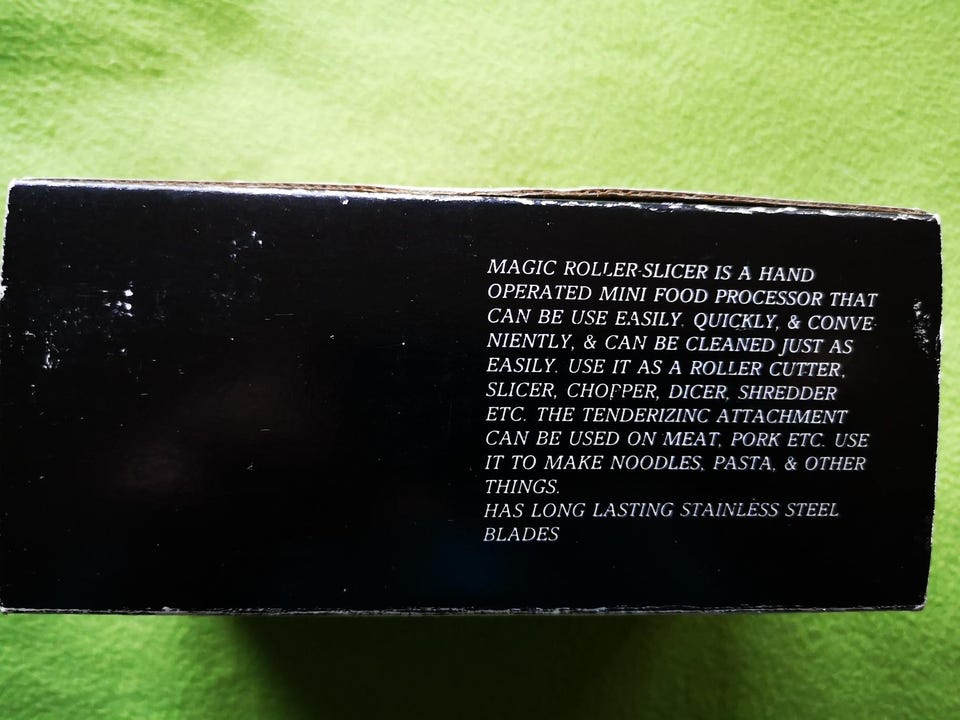 MAGIC ROLLER-SLICER IS A HAND
OPERATED MINI FOOD PROCESSOR THAT
CAN BE USE EASILY, QUICKLY, & CONVE-
NIENTLY, & CAN BE CLEANED JUST AS
EASILY. USE IT AS A ROLLER CUTTER,
SLICER, CHOPPER, DICER, SHREDDER
ETC. THE TENDERIZING ATTACHMENT
CAN BE USED ON MEAT, PORK ETC. USE
IT TO MAKE NOODLES, PASTA, & OTHER
THINGS.
HAS LONG LASTING STAINLESS STEEL
BLADES